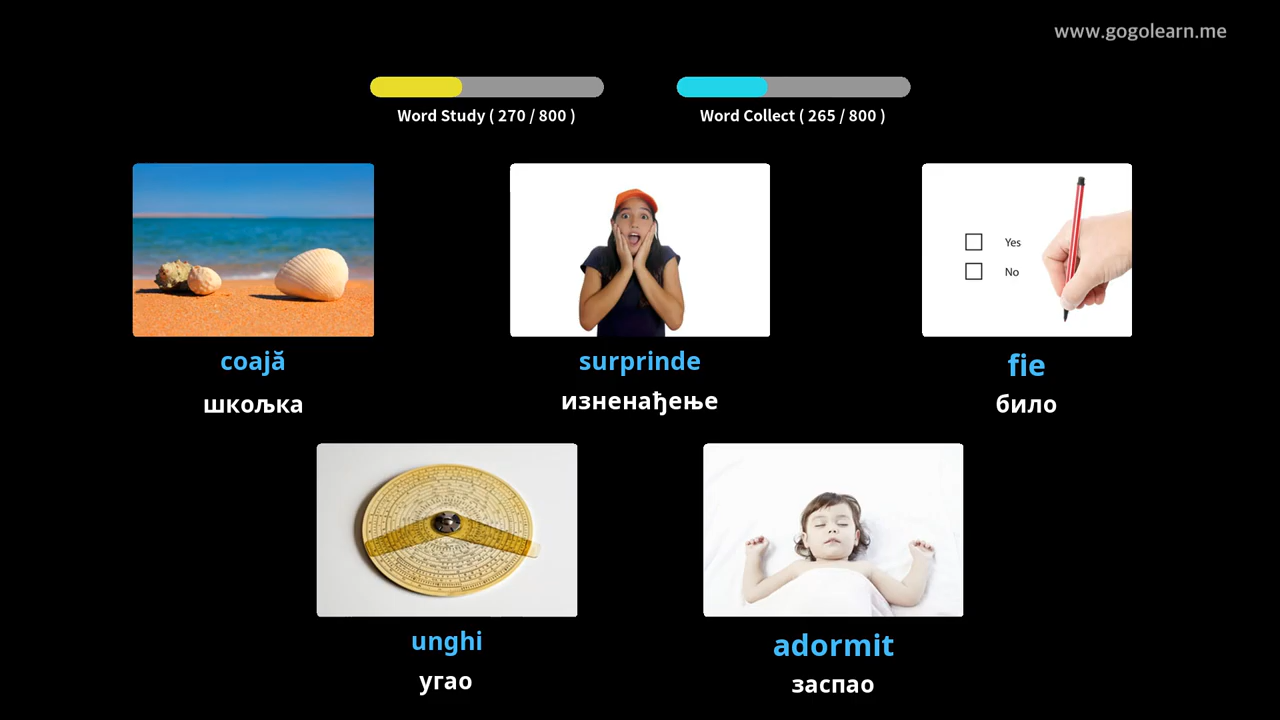 www.gogolearn.me
Word Study ( 270 / 800 )
Word Collect ( 265 / 800 )
Yes
No
coajă
surprinde
fie
шкољка
изненађење
било
unghi
adormit
угао
заспао